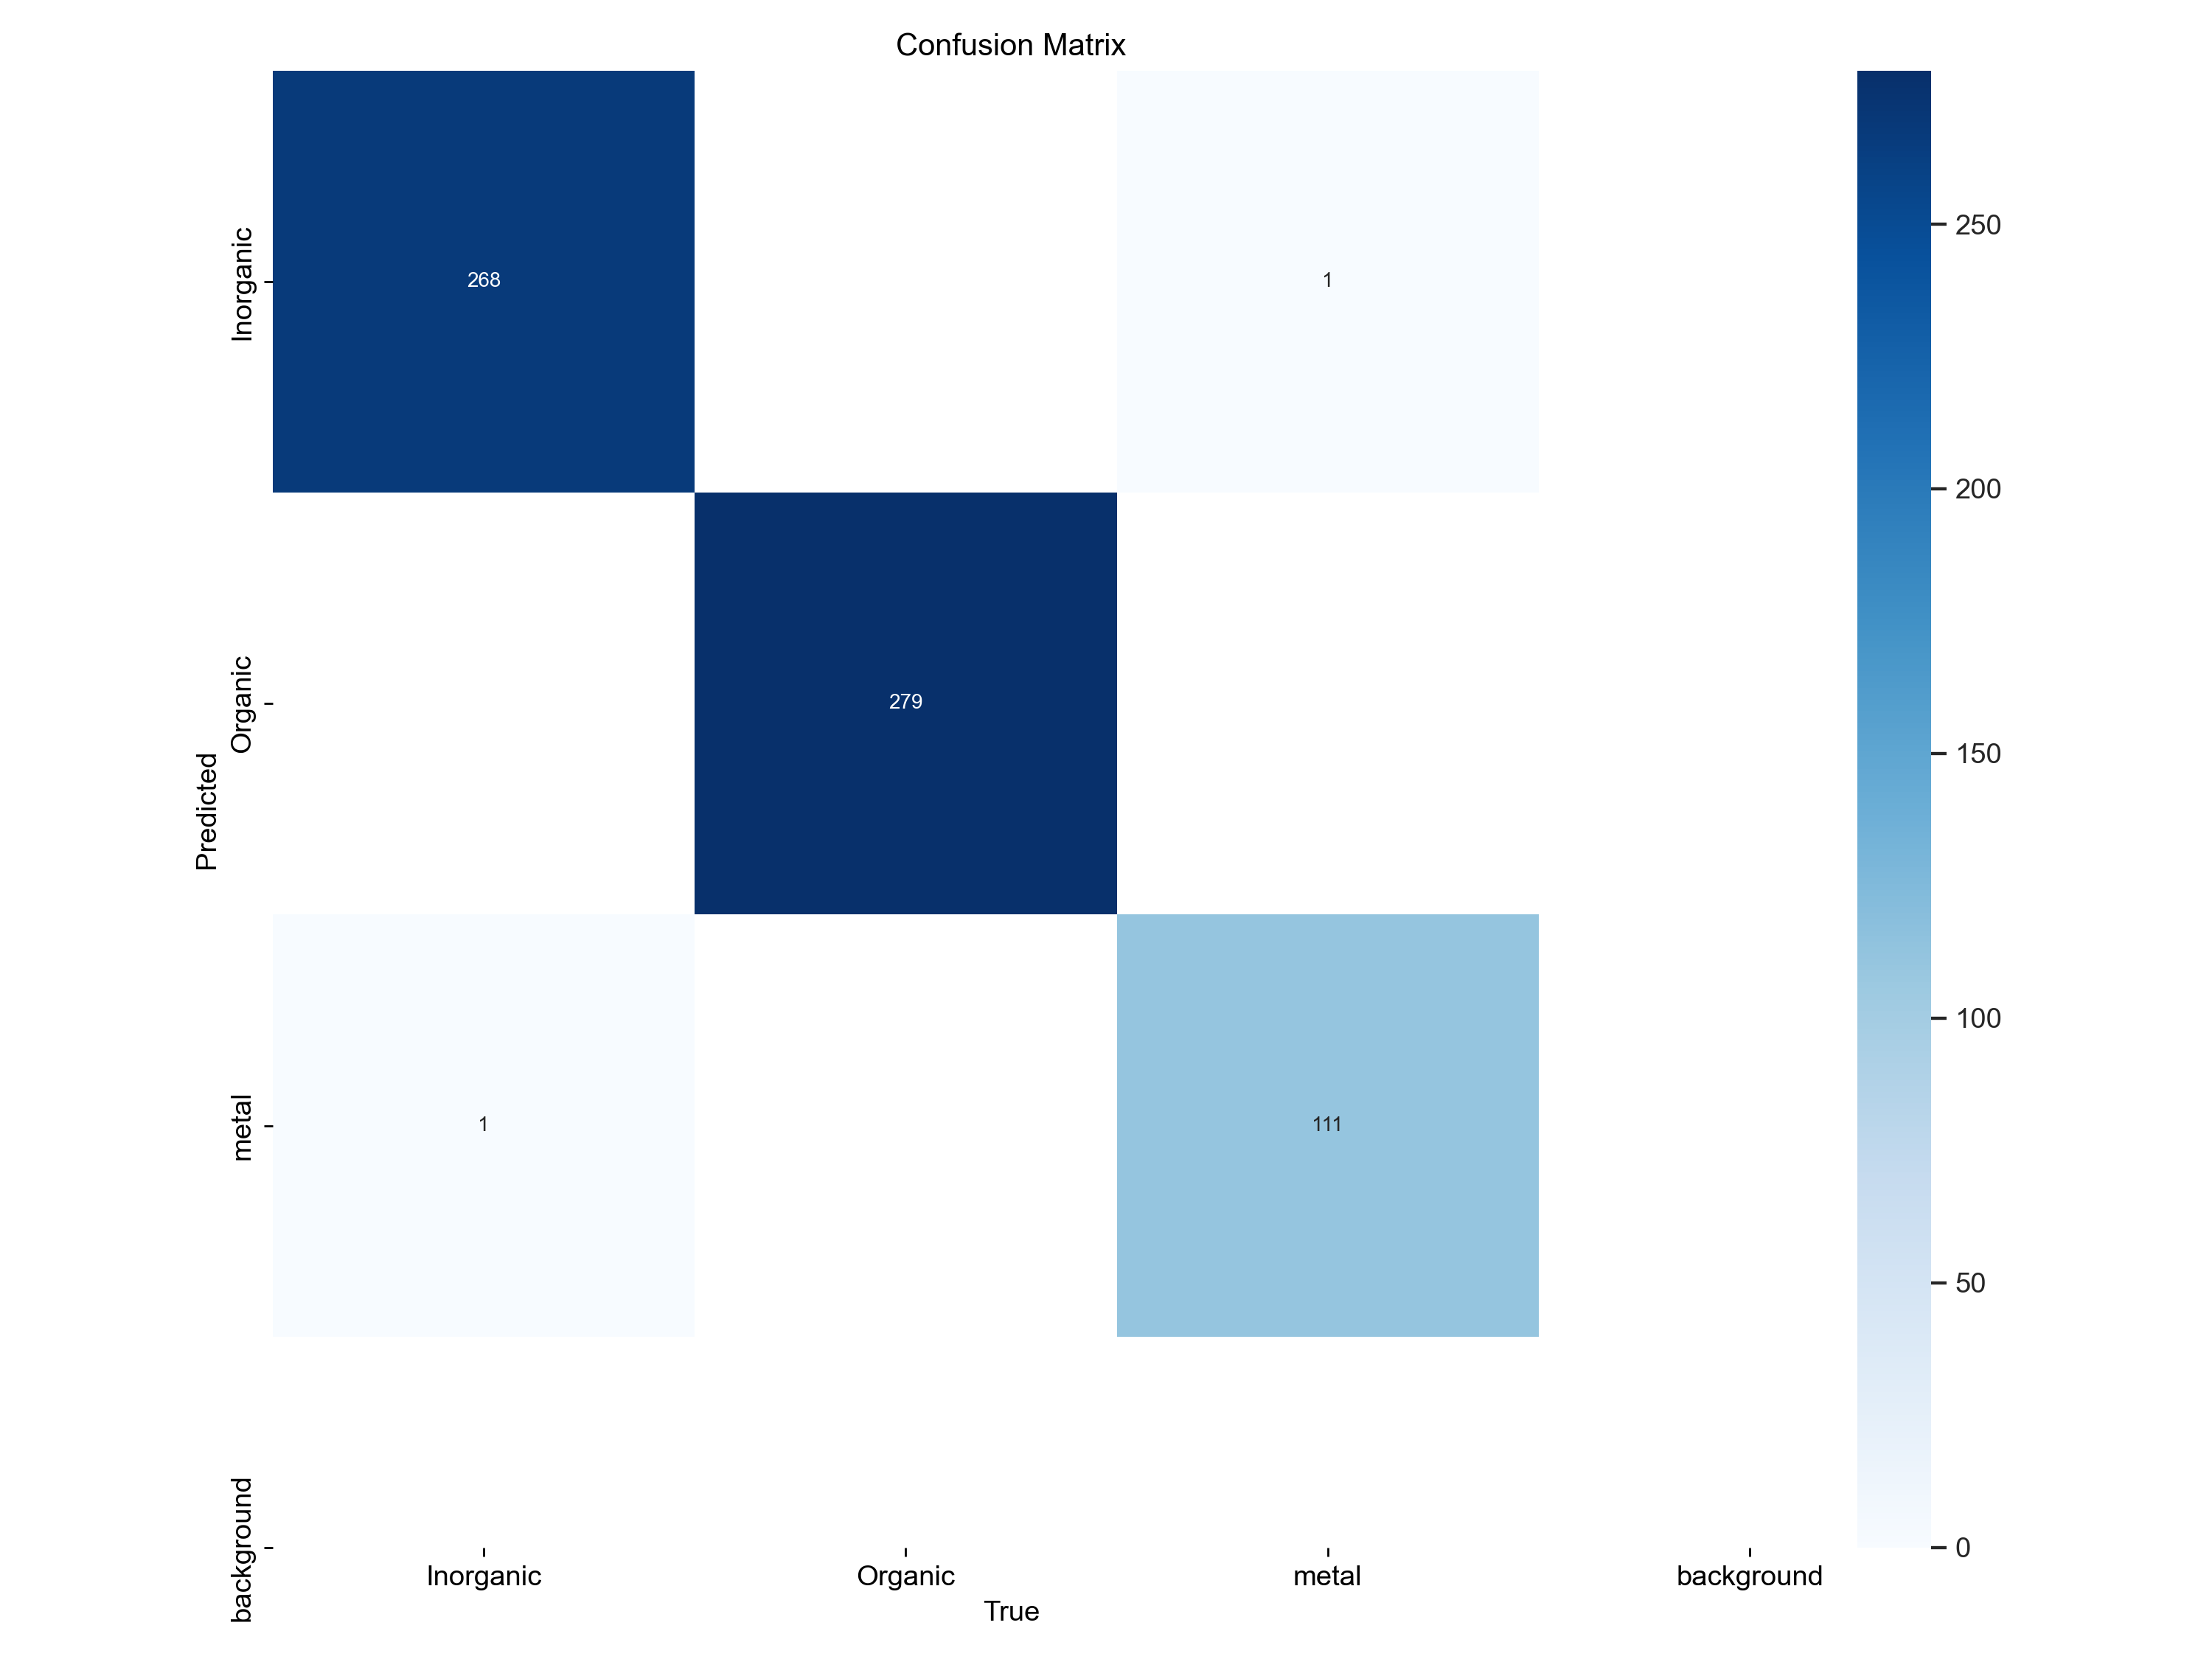 Confusion Matrix
Inorganic
268
1
Organic
279
metal
1
111
background
Predicted
Inorganic
Organic
metal
background
True
250
200
150
100
50
0